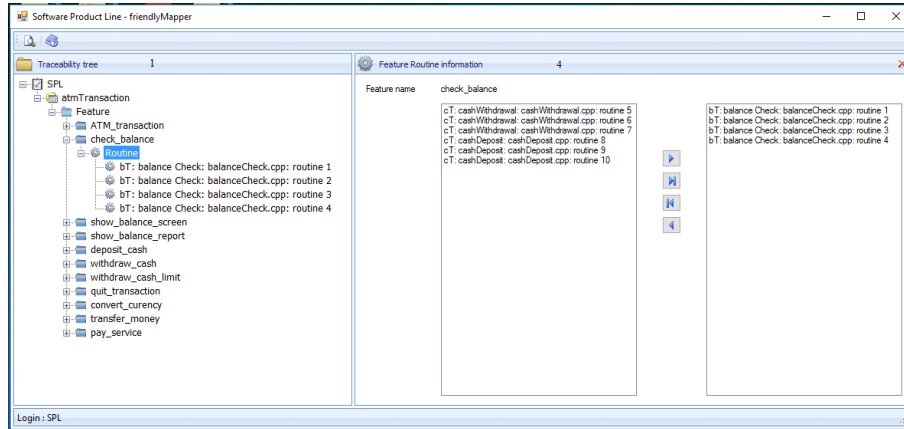 Software Product Line - friendlyMapper
Traceability tree 1
SPL
atmTransaction
Feature
ATM_transaction
check_balance
Routine
bT: balance Check: balanceCheck.cpp: routine 1
bT: balance Check: balanceCheck.cpp: routine 2
bT: balance Check: balanceCheck.cpp: routine 3
bT: balance Check: balanceCheck.cpp: routine 4
show_balance_screen
show_balance_report
deposit_cash
withdraw_cash
withdraw_cash_limit
quit_transaction
convert_curency
transfer_money
pay_service
Feature Routine information 4
Feature name check_balance
cT: cashWithdrawal: cashWithdrawal.cpp: routine 5
cT: cashWithdrawal: cashWithdrawal.cpp: routine 6
cT: cashWithdrawal: cashWithdrawal.cpp: routine 7
cT: cashDeposit: cashDeposit.cpp: routine 8
cT: cashDeposit: cashDeposit.cpp: routine 9
cT: cashDeposit: cashDeposit.cpp: routine 10
bT: balance Check: balanceCheck.cpp: routine 1
bT: balance Check: balanceCheck.cpp: routine 2
bT: balance Check: balanceCheck.cpp: routine 3
bT: balance Check: balanceCheck.cpp: routine 4
Login : SPL